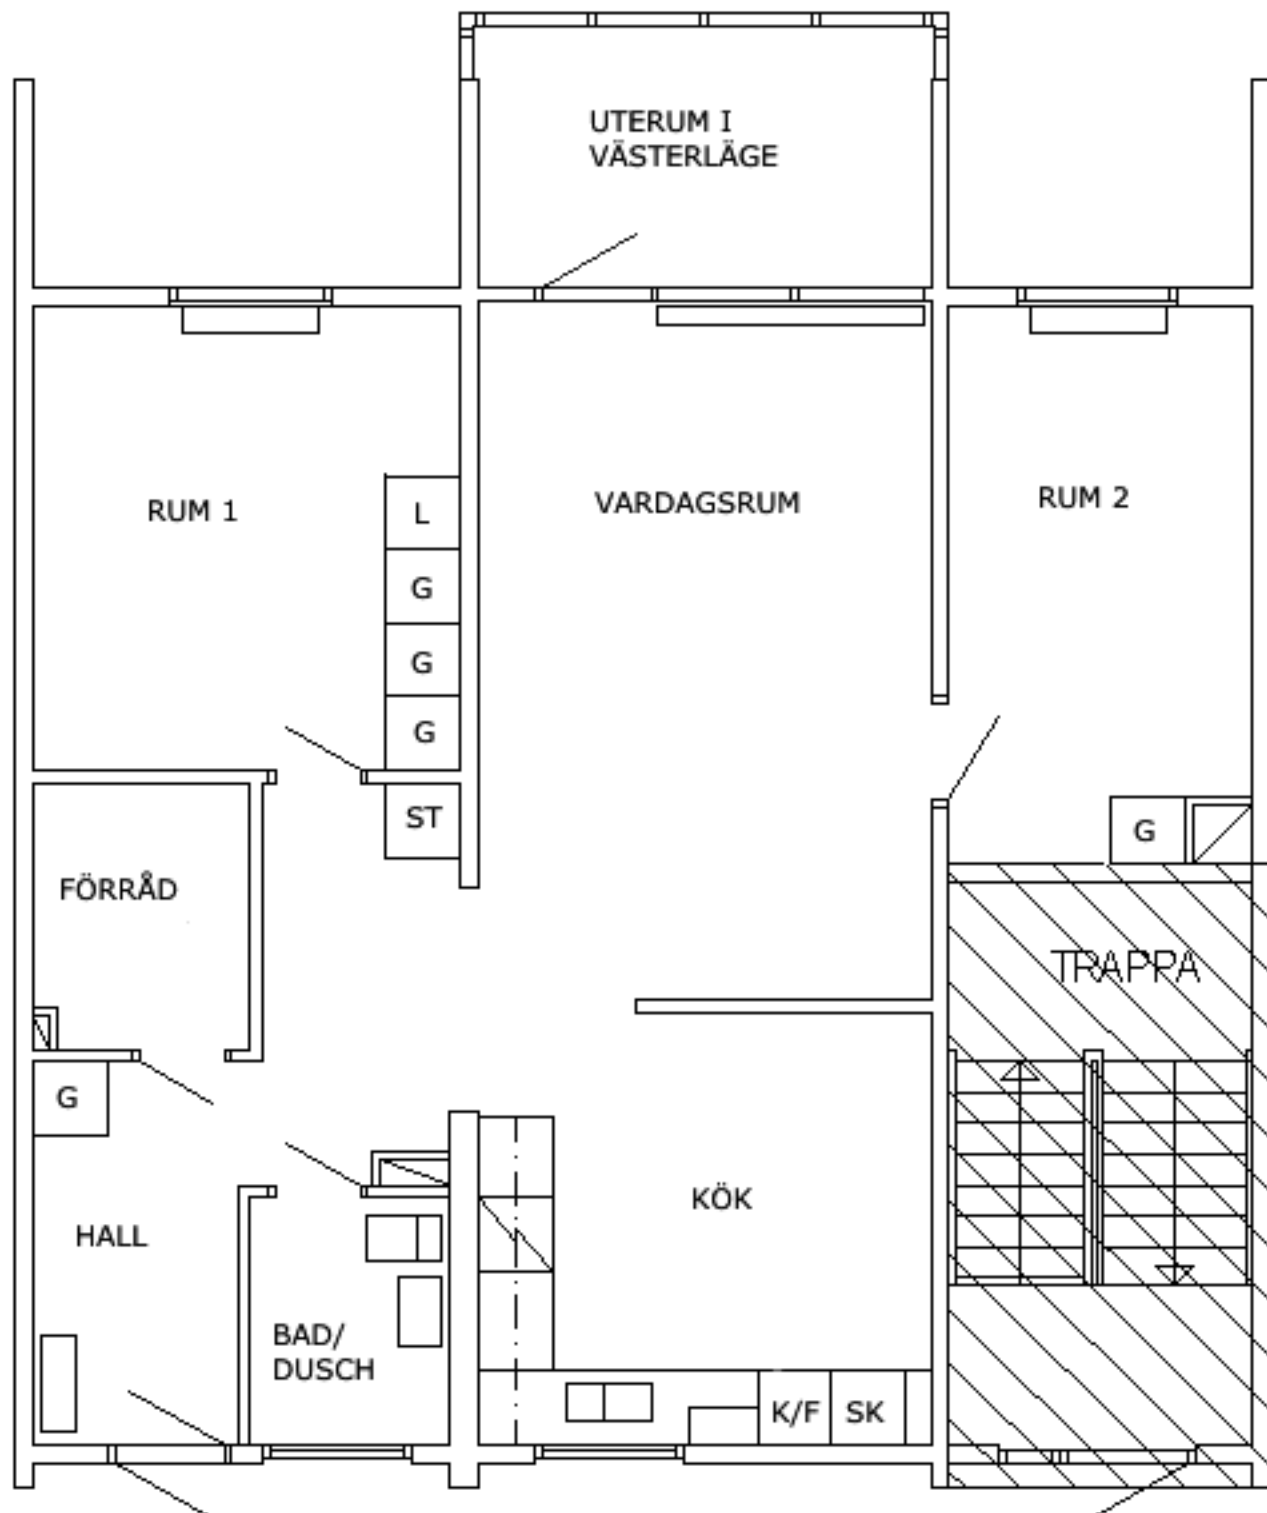 UTERUM I
VÄSTERLÄGE
RUM 1
L
G
G
G
ST
VARDAGSRUM
RUM 2
G
FÖRRÅD
TRAPPA
G
HALL
BAD/
DUSCH
KÖK
K/F
SK